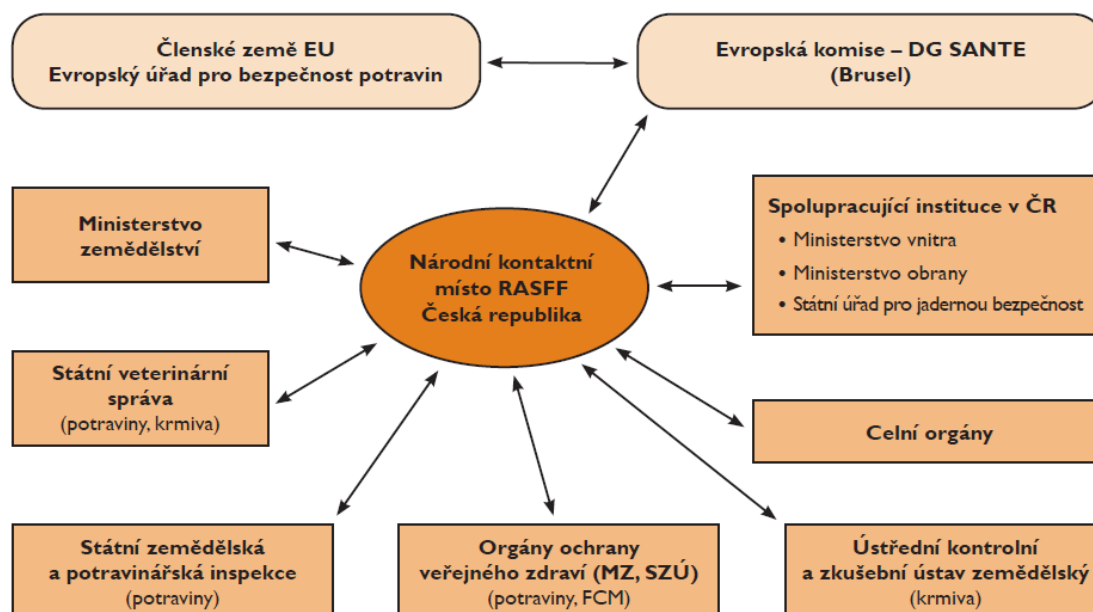 Členské země EU
Evropský úřad pro bezpečnost potravin
Evropská komise – DG SANTE
(Brusel)
Ministerstvo
zemědělství
Národní kontaktní
místo RASFF
Česká republika
Spolupracující instituce v ČR
• Ministerstvo vnitra
• Ministerstvo obrany
• Státní úřad pro jadernou bezpečnost
Státní veterinární
správa
(potraviny, krmiva)
Celní orgány
Státní zemědělská
a potravinářská inspekce
(potraviny)
Orgány ochrany
veřejného zdraví (MZ, SZÚ)
(potraviny, FCM)
Ústřední kontrolní
a zkušební ústav zemědělský
(krmiva)